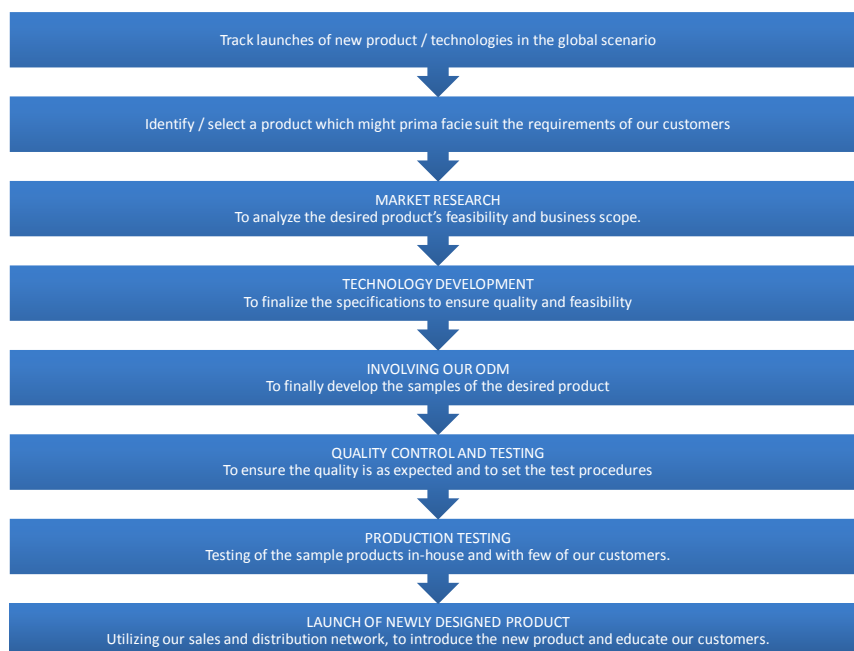 Track launches of new product / technologies in the global scenario
Identify / select a product which might prima facie suit the requirements of our customers
MARKET RESEARCH
To analyze the desired product's feasibility and business scope.
TECHNOLOGY DEVELOPMENT
To finalize the specifications to ensure quality and feasibility
INVOLVING OUR ODM
To finally develop the samples of the desired product
QUALITY CONTROL AND TESTING
To ensure the quality is as expected and to set the test procedures
PRODUCTION TESTING
Testing of the sample products in-house and with few of our customers.
LAUNCH OF NEWLY DESIGNED PRODUCT
Utilizing our sales and distribution network, to introduce the new product and educate our customers.